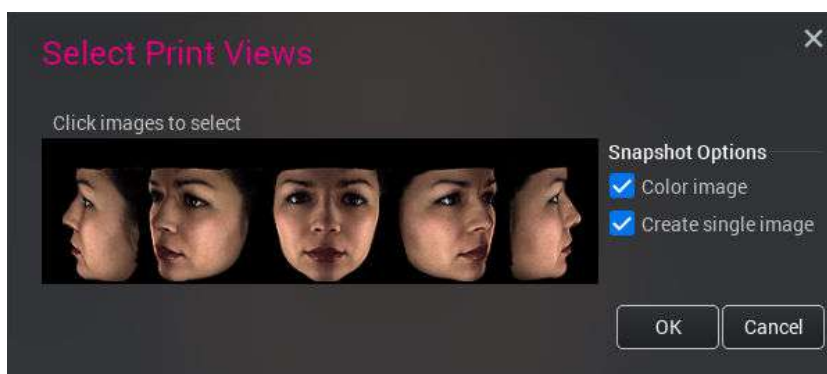 Select Print Views
Click images to select
Snapshot Options
Color image
Create single image
OK
Cancel